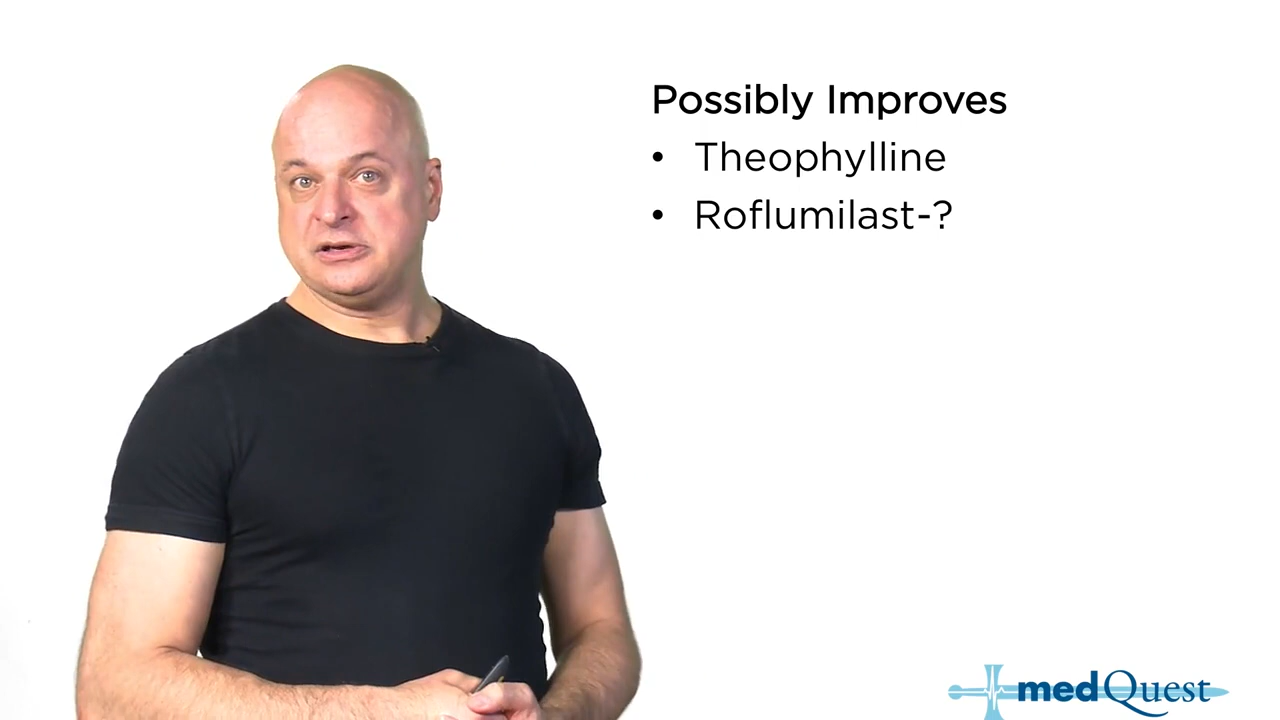 Possibly Improves
• Theophylline
• Roflumilast-?
medQuest